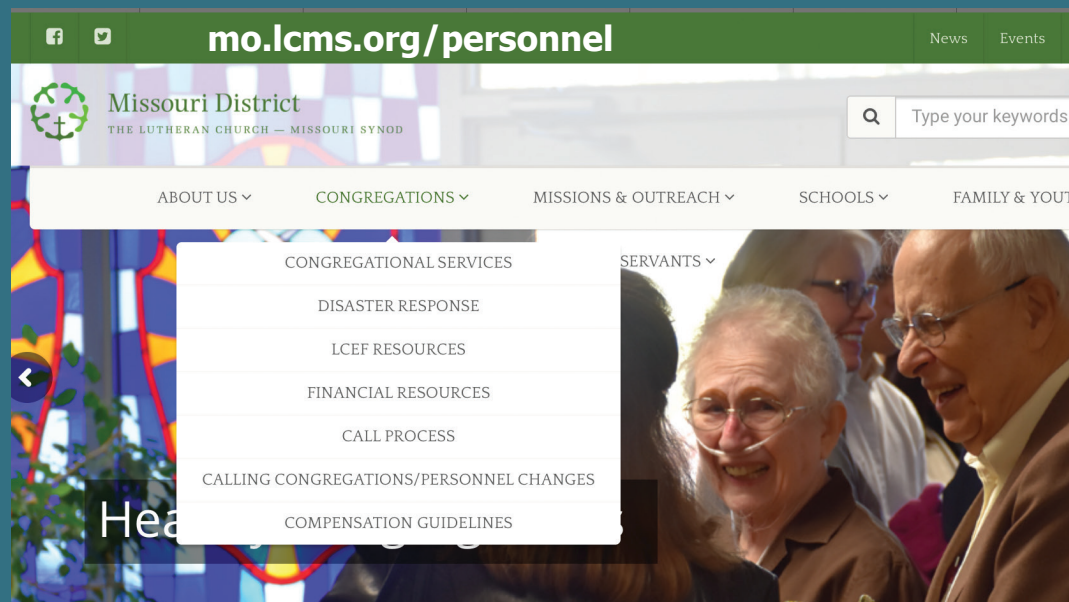 mo.lcms.org/personnel
News Events
Missouri District
THE LUTHERAN CHURCH — MISSOURI SYNOD
Type your keywords
ABOUT US CONGREGATIONS MISSIONS & OUTREACH SCHOOLS FAMILY & YOUT
SERVANTS
CONGREGATIONAL SERVICES
DISASTER RESPONSE
LCEF RESOURCES
FINANCIAL RESOURCES
CALL PROCESS
CALLING CONGREGATIONS/PERSONNEL CHANGES
COMPENSATION GUIDELINES